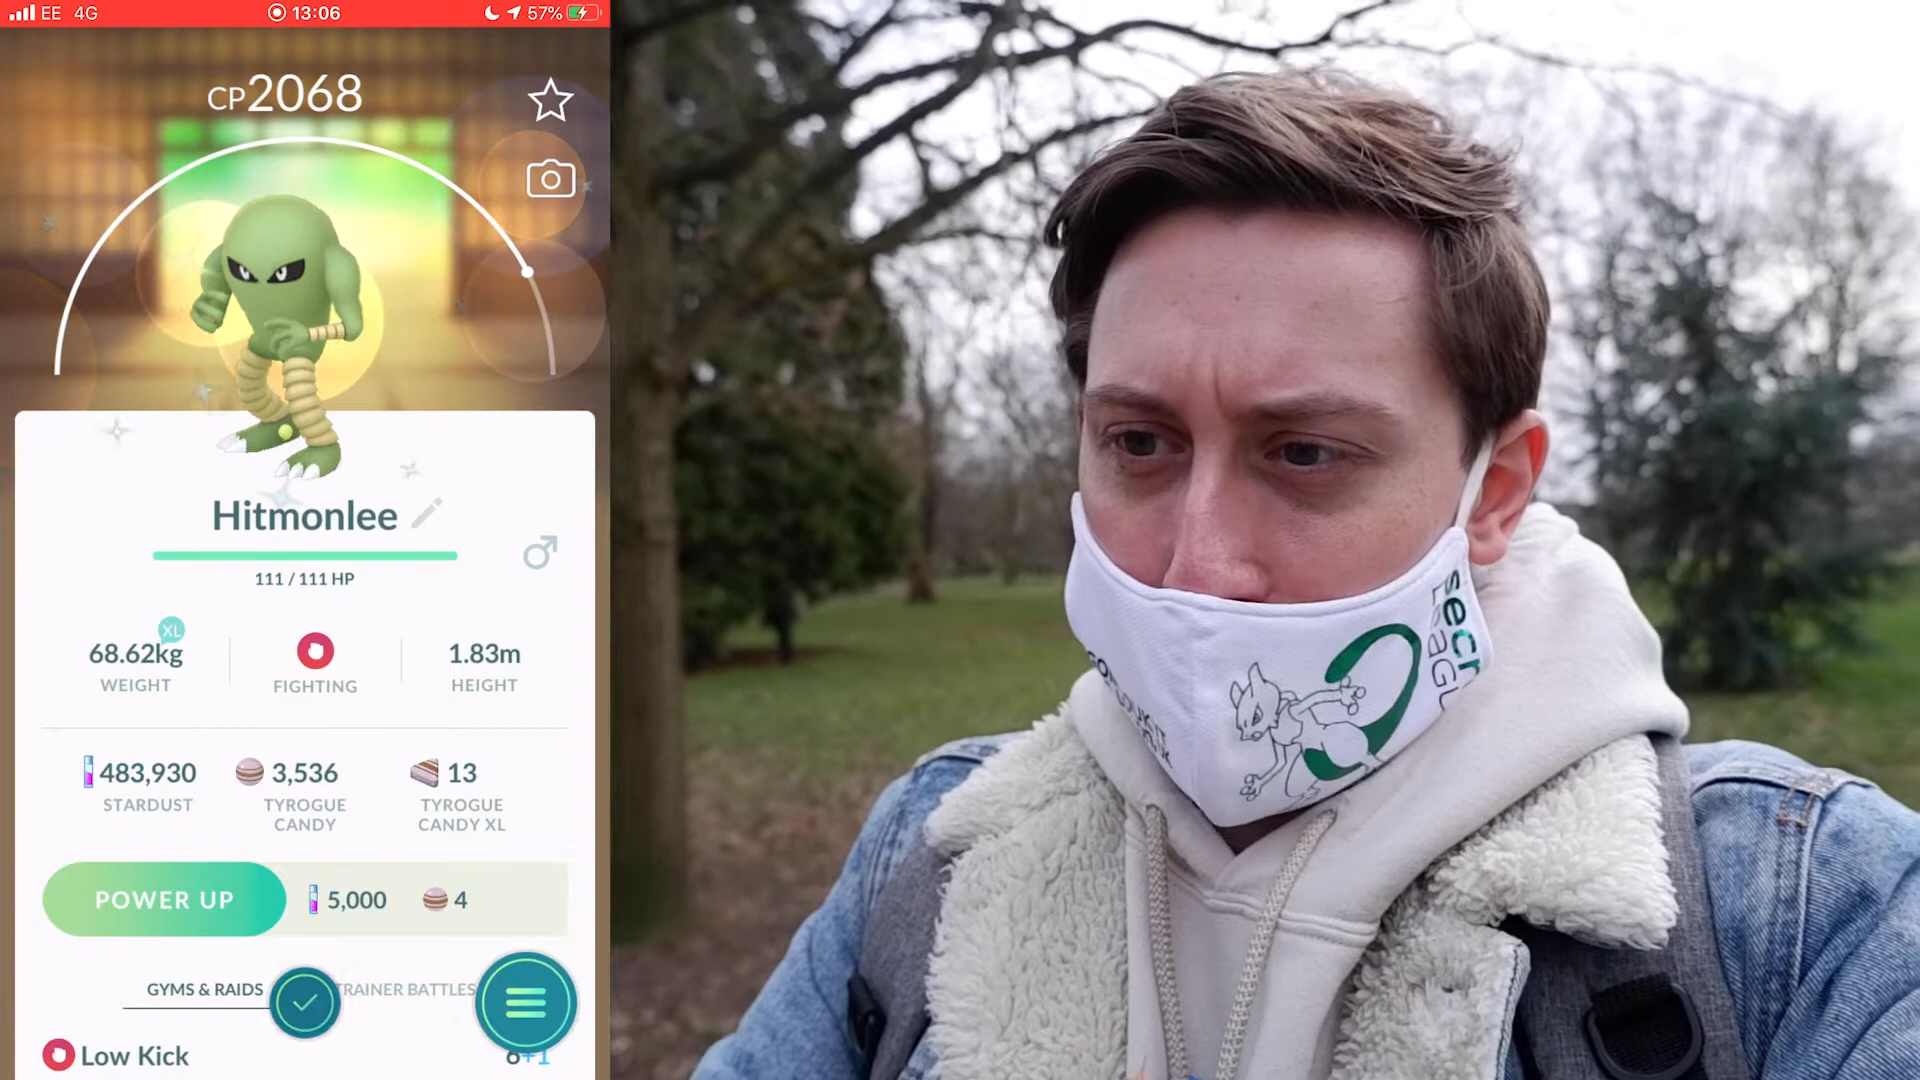 EE 4G 13:06 57%
CP2068
Hitmonlee
111 / 111 HP
XL
68.62kg
WEIGHT
FIGHTING
1.83m
HEIGHT
483,930
STARDUST
3,536
TYROGUE
CANDY
13
TYROGUE
CANDY XL
POWER UP
5,000
4
GYMS & RAIDS
TRAINER BATTLES
Low Kick